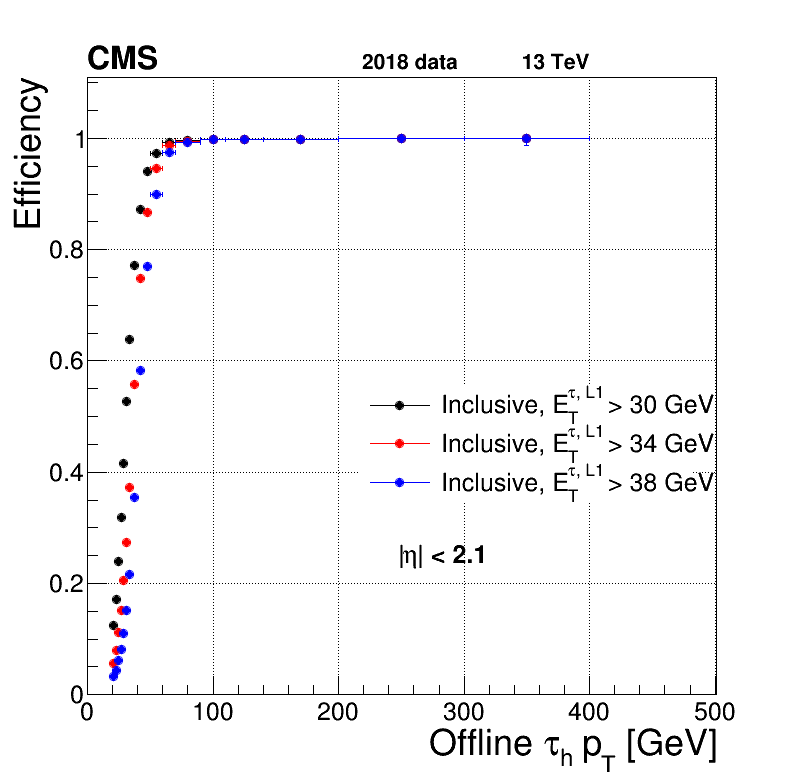 CMS 2018 data 13 TeV
Efficiency
1
0.8
0.6
0.4
0.2
0
Inclusive, E_T^{τ, L1} > 30 GeV
Inclusive, E_T^{τ, L1} > 34 GeV
Inclusive, E_T^{τ, L1} > 38 GeV
|η| < 2.1
0 100 200 300 400 500
Offline τ_h p_T [GeV]